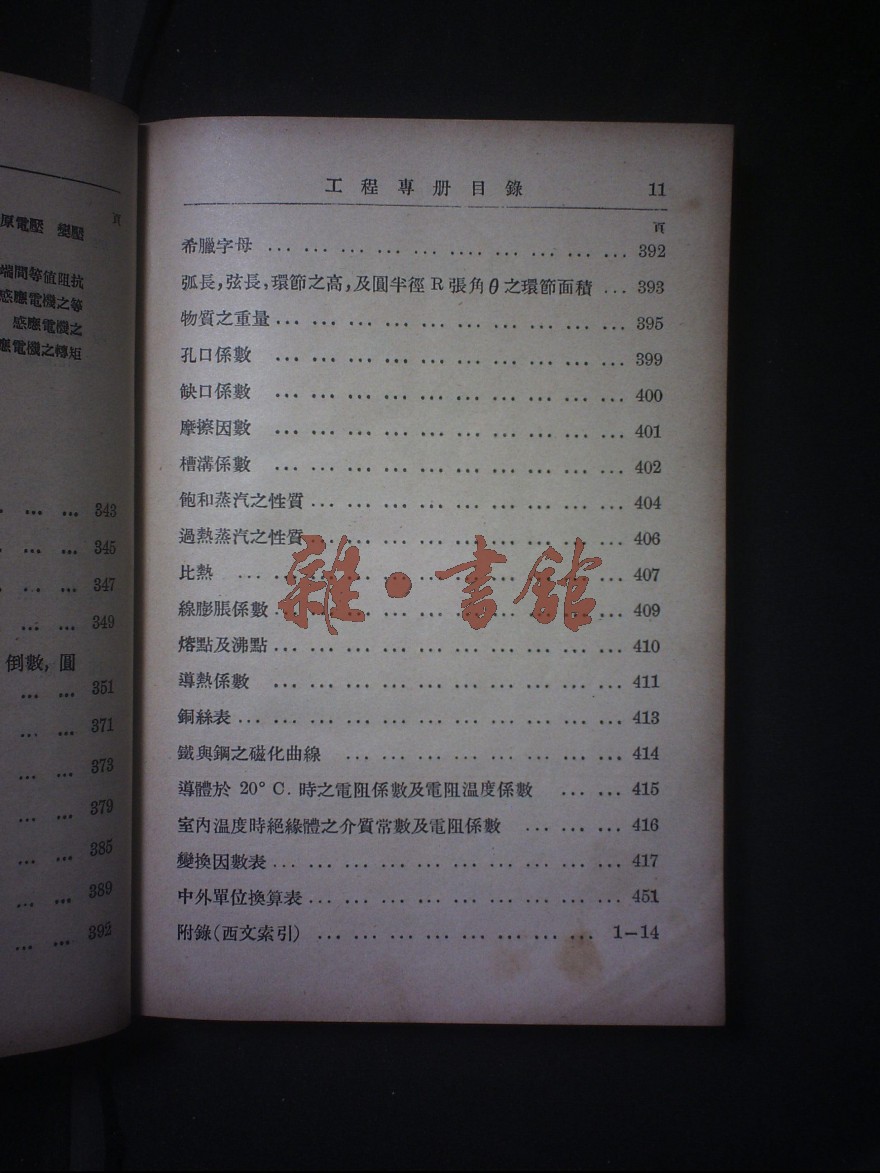 頁
原電壓 變壓
端間等值阻抗
感應電機之等
感應電機之
應電機之轉矩
... ... 343
... ... 345
... ... 347
... ... 349
倒數, 圓
... ... 351
... ... 371
... ... 373
... ... 379
... ... 385
... ... 389
... ... 392
工程專册目錄 11
頁
希臘字母 ... ... ... ... ... ... ... ... ... ... 392
弧長,弦長,環節之高,及圓半徑 R 張角 θ 之環節面積 ... 393
物質之重量 ... ... ... ... ... ... ... ... ... ... 395
孔口係數 ... ... ... ... ... ... ... ... ... ... 399
缺口係數 ... ... ... ... ... ... ... ... ... ... 400
摩擦因數 ... ... ... ... ... ... ... ... ... ... 401
槽溝係數 ... ... ... ... ... ... ... ... ... ... 402
飽和蒸汽之性質 ... ... ... ... ... ... ... ... ... 404
過熱蒸汽之性質 ... ... ... ... ... ... ... ... ... 406
比熱 ... ... ... ... ... ... ... ... ... ... ... 407
線膨脹係數 ... ... ... ... ... ... ... ... ... ... 409
熔點及沸點 ... ... ... ... ... ... ... ... ... ... 410
導熱係數 ... ... ... ... ... ... ... ... ... ... 411
銅絲表 ... ... ... ... ... ... ... ... ... ... ... 413
鐵與鋼之磁化曲線 ... ... ... ... ... ... ... ... 414
導體於 20° C. 時之電阻係數及電阻温度係數 ... ... 415
室內温度時絕緣體之介質常數及電阻係數 ... ... ... 416
變換因數表 ... ... ... ... ... ... ... ... ... ... 417
中外單位換算表 ... ... ... ... ... ... ... ... ... 451
附錄(西文索引) ... ... ... ... ... ... ... ... 1—14
雜·書館